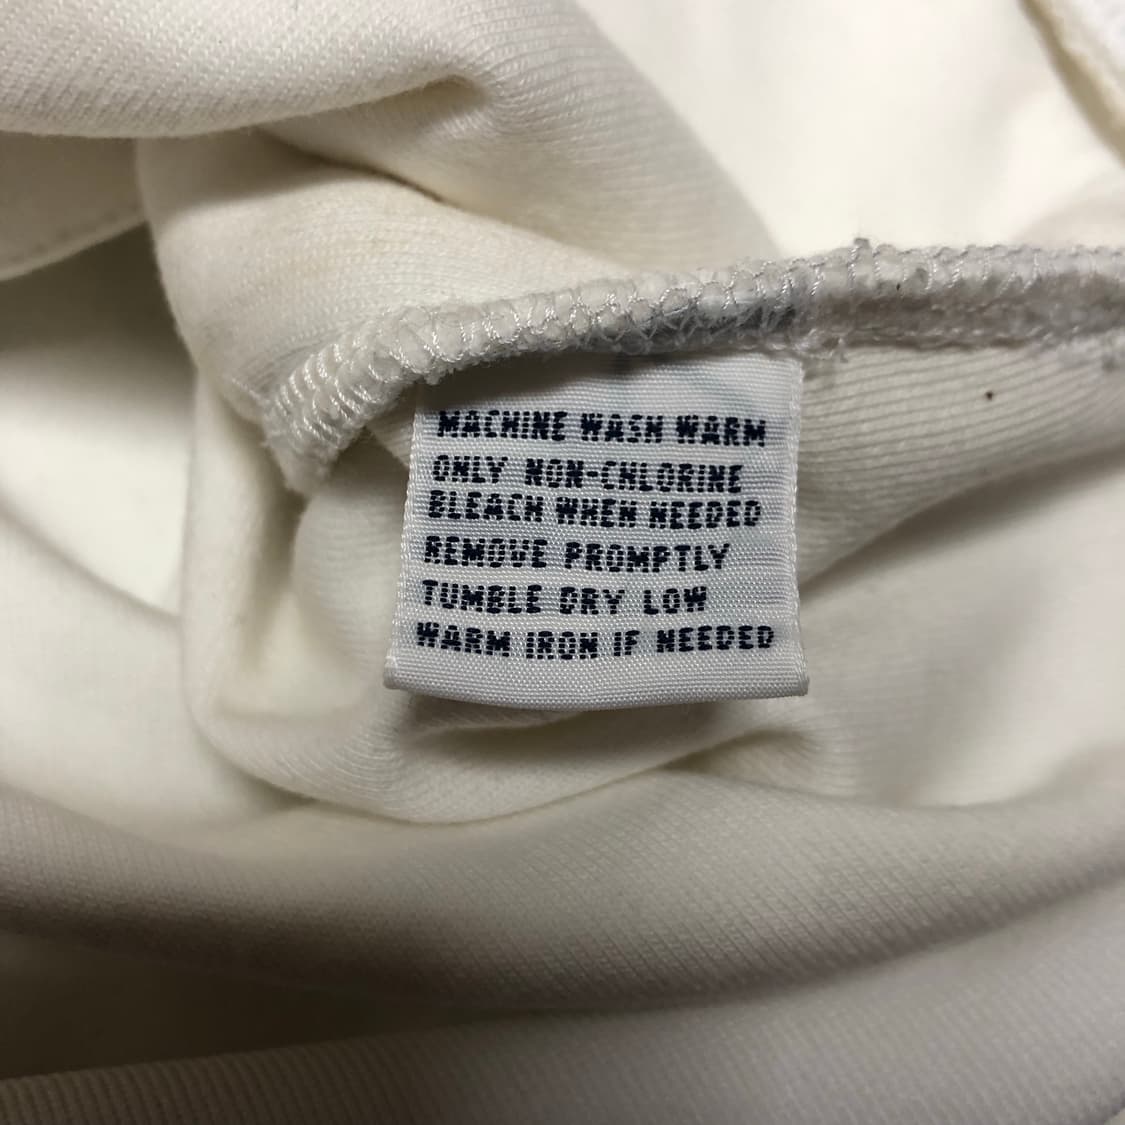 MACHINE WASH WARM
ONLY NON-CHLORINE
BLEACH WHEN NEEDED
REMOVE PROMPTLY
TUMBLE DRY LOW
WARM IRON IF NEEDED